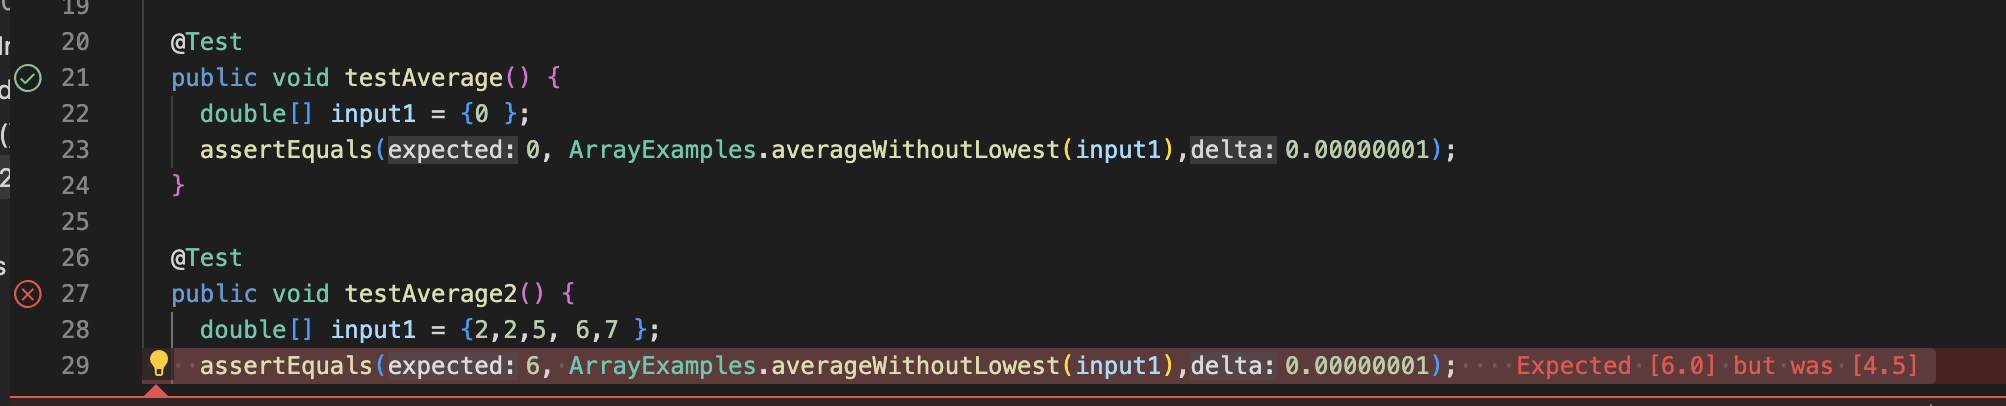 19
20 @Test
21 public void testAverage() {
22 double[] input1 = {0 };
23 assertEquals(expected: 0, ArrayExamples.averageWithoutLowest(input1),delta: 0.00000001);
24 }
25
26 @Test
27 public void testAverage2() {
28 double[] input1 = {2,2,5, 6,7 };
29 assertEquals(expected: 6, ArrayExamples.averageWithoutLowest(input1),delta: 0.00000001); Expected [6.0] but was [4.5]